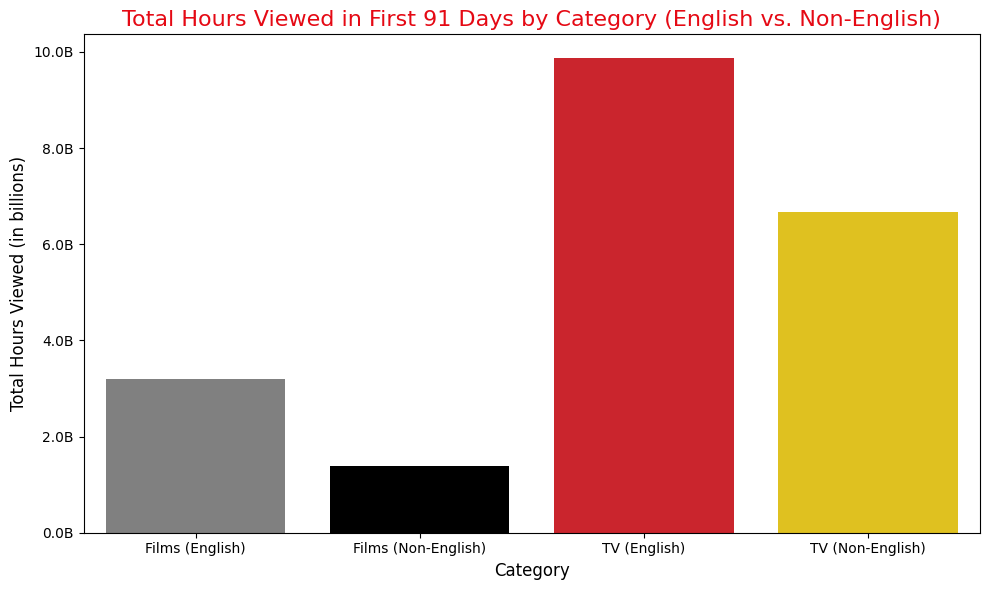 Total Hours Viewed in First 91 Days by Category (English vs. Non-English)
Total Hours Viewed (in billions)
10.0B
8.0B
6.0B
4.0B
2.0B
0.0B
Films (English)
Films (Non-English)
TV (English)
TV (Non-English)
Category